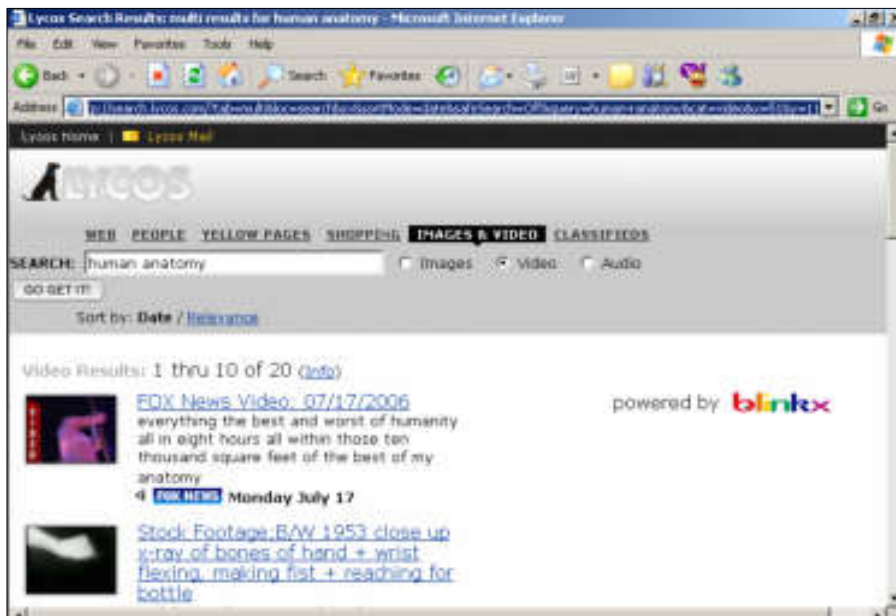 Lycos Search Results: multi results for human anatomy - Microsoft Internet Explorer
File Edit View Favorites Tools Help
Back Search Favorites
Address Go
Lycos Home | Lycos Mail
LYCOS
WEB PEOPLE YELLOW PAGES SHOPPING IMAGES & VIDEO CLASSIFIEDS
SEARCH: human anatomy Images Video Audio
GO GET IT!
Sort by: Date / Relevance
Video Results: 1 thru 10 of 20 (Info)
FOX News Video: 07/17/2006
powered by blinkx
everything the best and worst of humanity
all in eight hours all within those ten
thousand square feet of the best of my
anatomy
FOX NEWS Monday July 17
Stock Footage:B/W 1953 close up
x-ray of bones of hand + wrist
flexing, making fist + reaching for
bottle